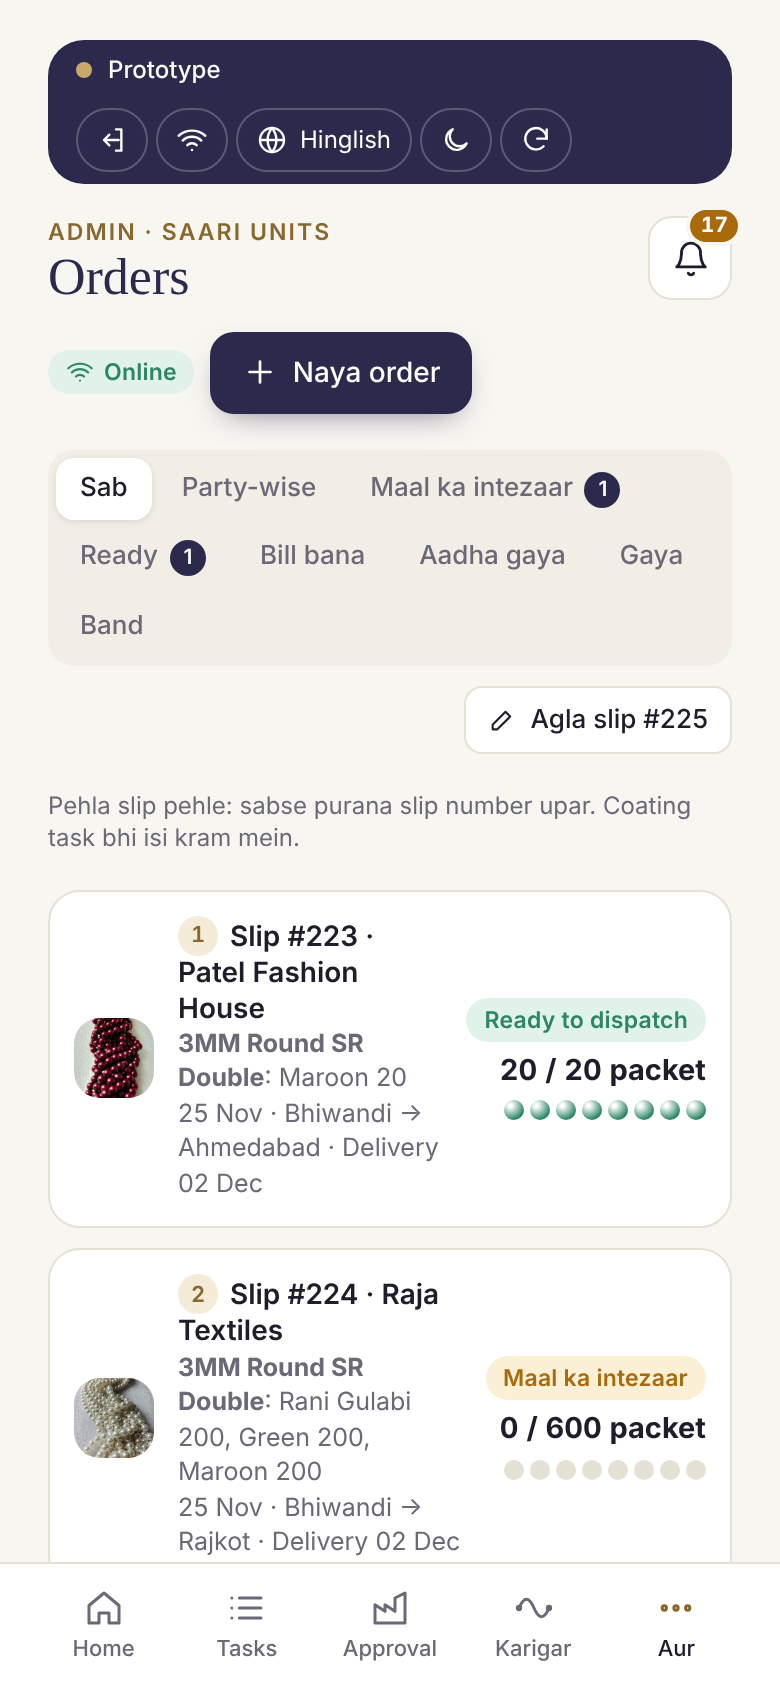 Prototype
Hinglish
ADMIN · SAARI UNITS
17
Orders
Online
Naya order
Sab
Party-wise
Maal ka intezaar 1
Ready 1
Bill bana
Aadha gaya
Gaya
Band
Agla slip #225
Pehla slip pehle: sabse purana slip number upar. Coating
task bhi isi kram mein.
1 Slip #223 ·
Patel Fashion
House
3MM Round SR
Double: Maroon 20
25 Nov · Bhiwandi →
Ahmedabad · Delivery
02 Dec
Ready to dispatch
20 / 20 packet
2 Slip #224 · Raja
Textiles
3MM Round SR
Double: Rani Gulabi
200, Green 200,
Maroon 200
25 Nov · Bhiwandi →
Rajkot · Delivery 02 Dec
Maal ka intezaar
0 / 600 packet
Home
Tasks
Approval
Karigar
Aur